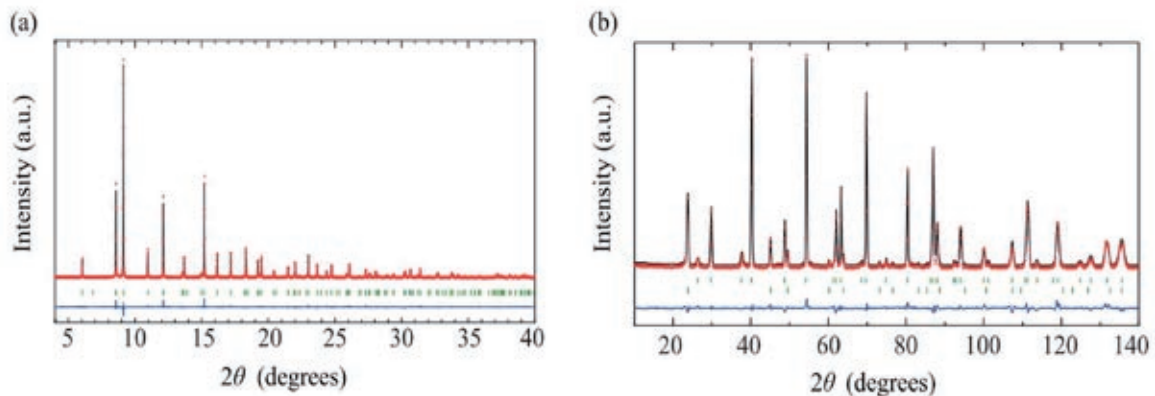 (a)
Intensity (a.u.)
5 10 15 20 25 30 35 40
2θ (degrees)
(b)
Intensity (a.u.)
20 40 60 80 100 120 140
2θ (degrees)